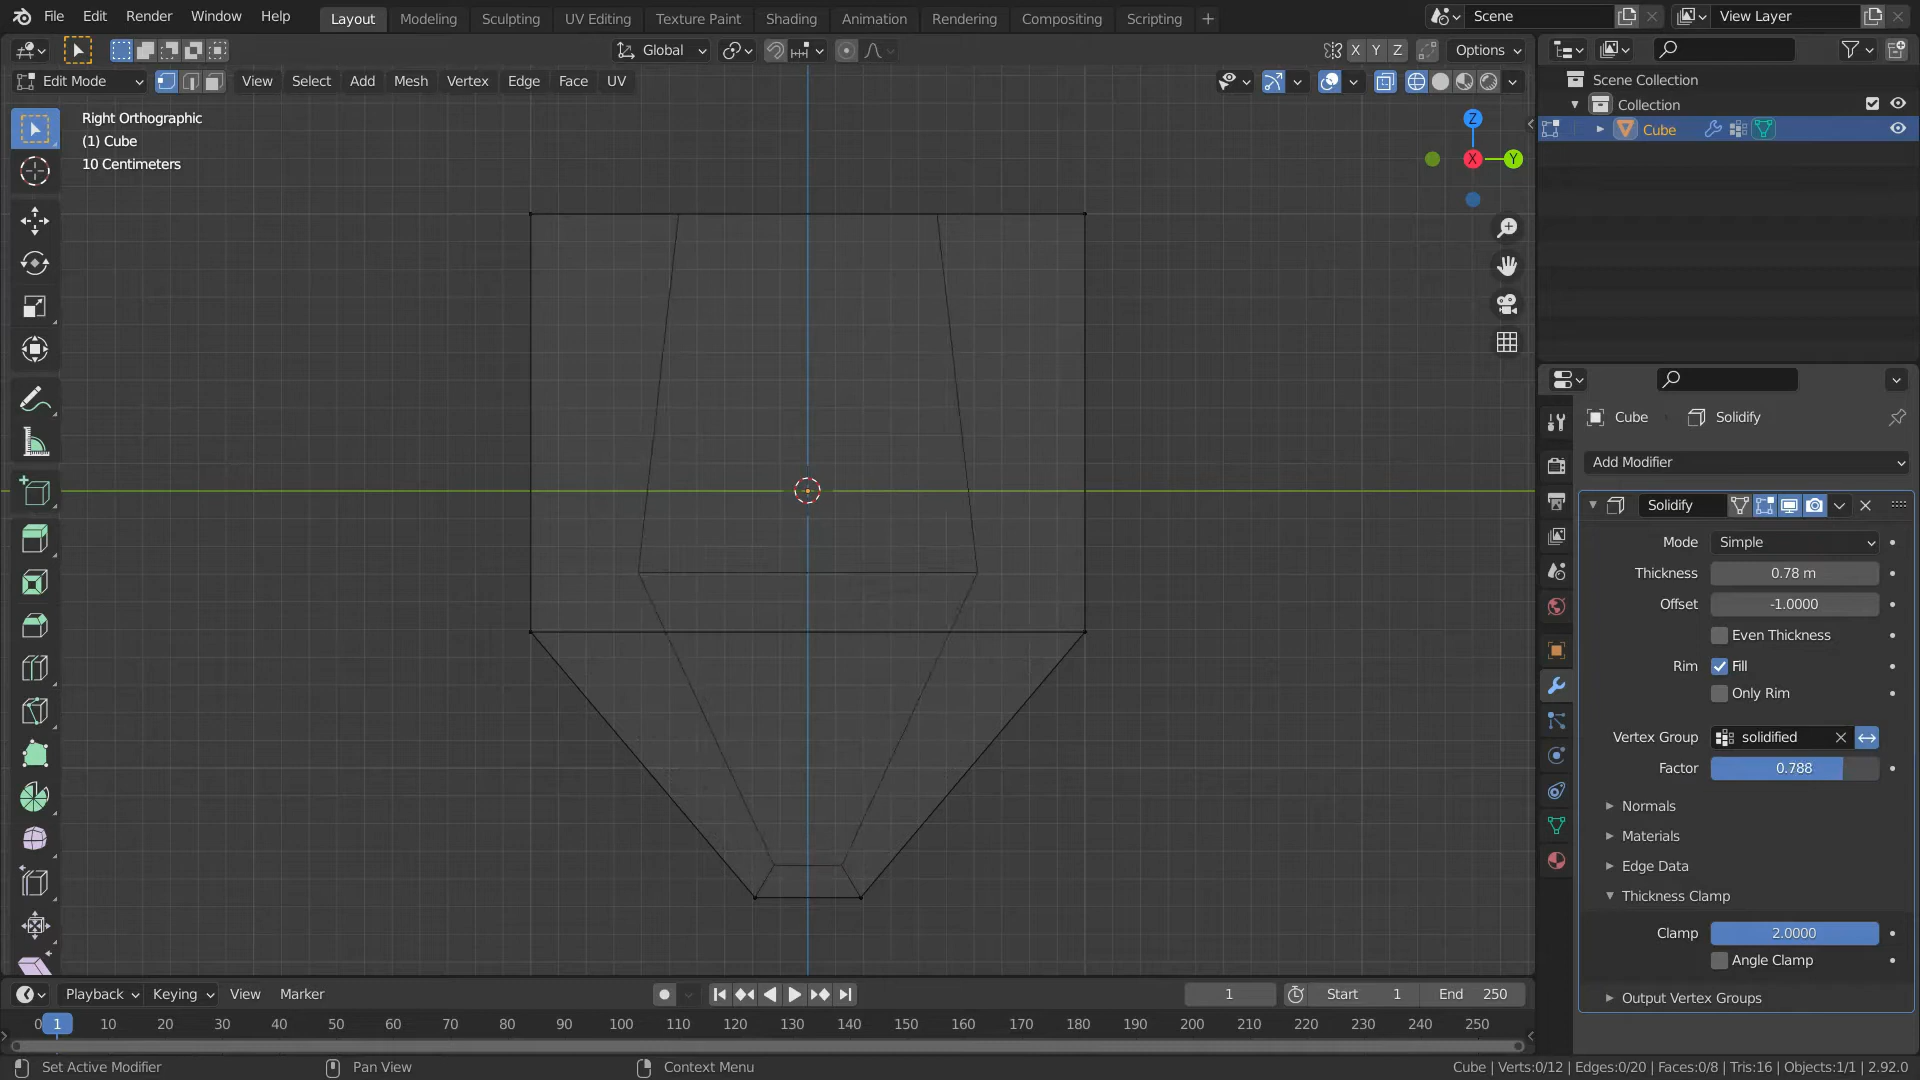 File Edit Render Window Help Layout Modeling Sculpting UV Editing Texture Paint Shading Animation Rendering Compositing Scripting + Scene View Layer
Global X Y Z Options
Edit Mode View Select Add Mesh Vertex Edge Face UV
Right Orthographic
(1) Cube
10 Centimeters
Z
X
Y
Scene Collection
Collection
Cube
Cube Solidify
Add Modifier
Solidify
Mode Simple
Thickness 0.78 m
Offset -1.0000
Even Thickness
Rim Fill
Only Rim
Vertex Group solidified
Factor 0.788
Normals
Materials
Edge Data
Thickness Clamp
Clamp 2.0000
Angle Clamp
Output Vertex Groups
Playback Keying View Marker 1 Start 1 End 250
0 1 10 20 30 40 50 60 70 80 90 100 110 120 130 140 150 160 170 180 190 200 210 220 230 240 250
Set Active Modifier Pan View Context Menu Cube | Verts:0/12 | Edges:0/20 | Faces:0/8 | Tris:16 | Objects:1/1 | 2.92.0